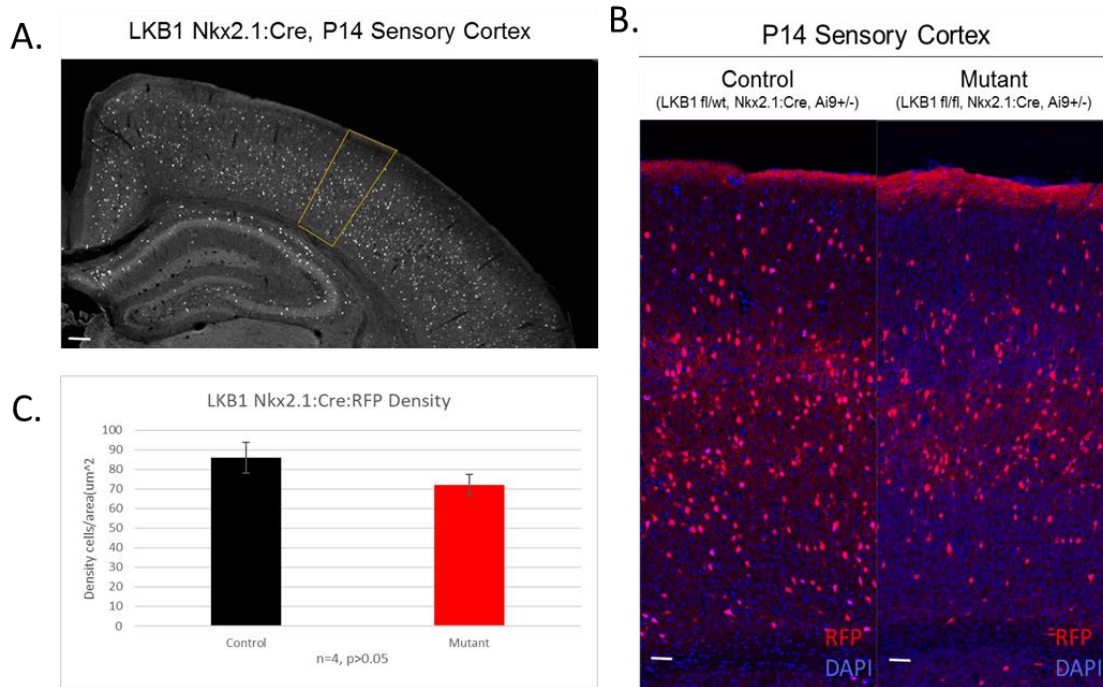 A.
LKB1 Nkx2.1:Cre, P14 Sensory Cortex
B.
P14 Sensory Cortex
Control
(LKB1 fl/wt, Nkx2.1:Cre, Ai9+/-)
Mutant
(LKB1 fl/fl, Nkx2.1:Cre, Ai9+/-)
RFP
DAPI
RFP
DAPI
C.
LKB1 Nkx2.1:Cre:RFP Density
Density cells/area(um^2
100
90
80
70
60
50
40
30
20
10
0
Control
Mutant
n=4, p>0.05